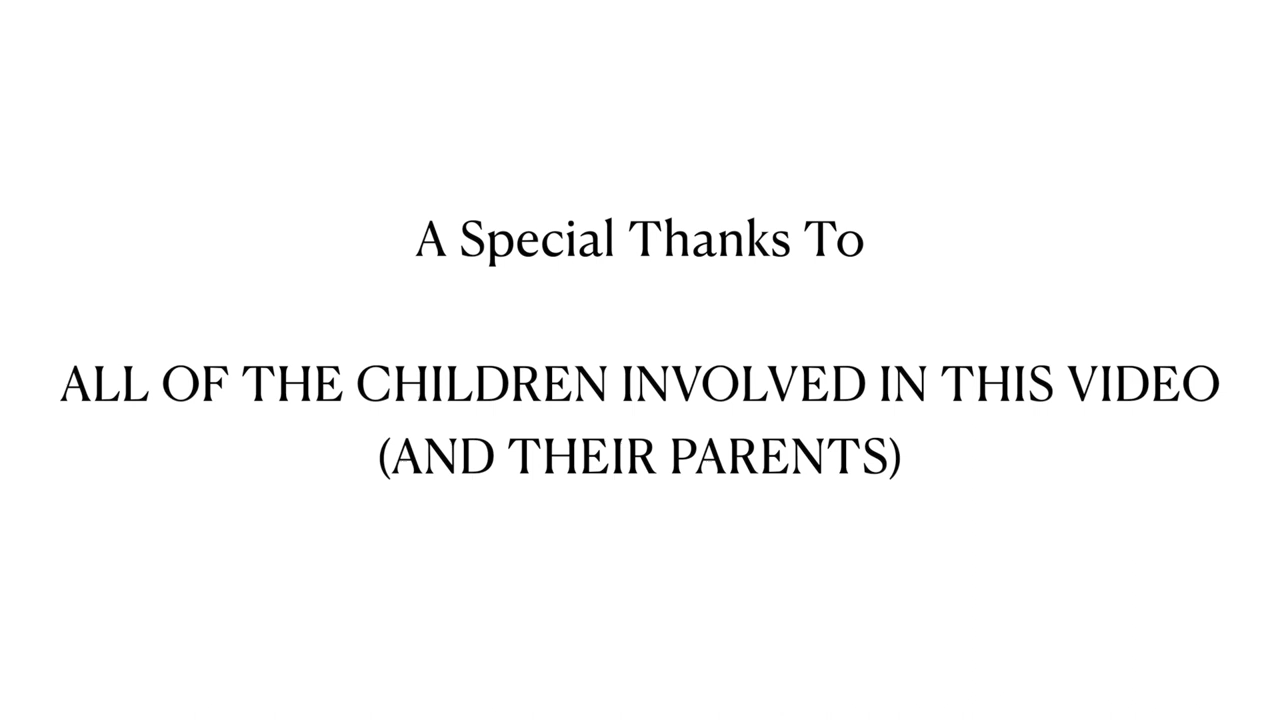 A Special Thanks To
ALL OF THE CHILDREN INVOLVED IN THIS VIDEO
(AND THEIR PARENTS)